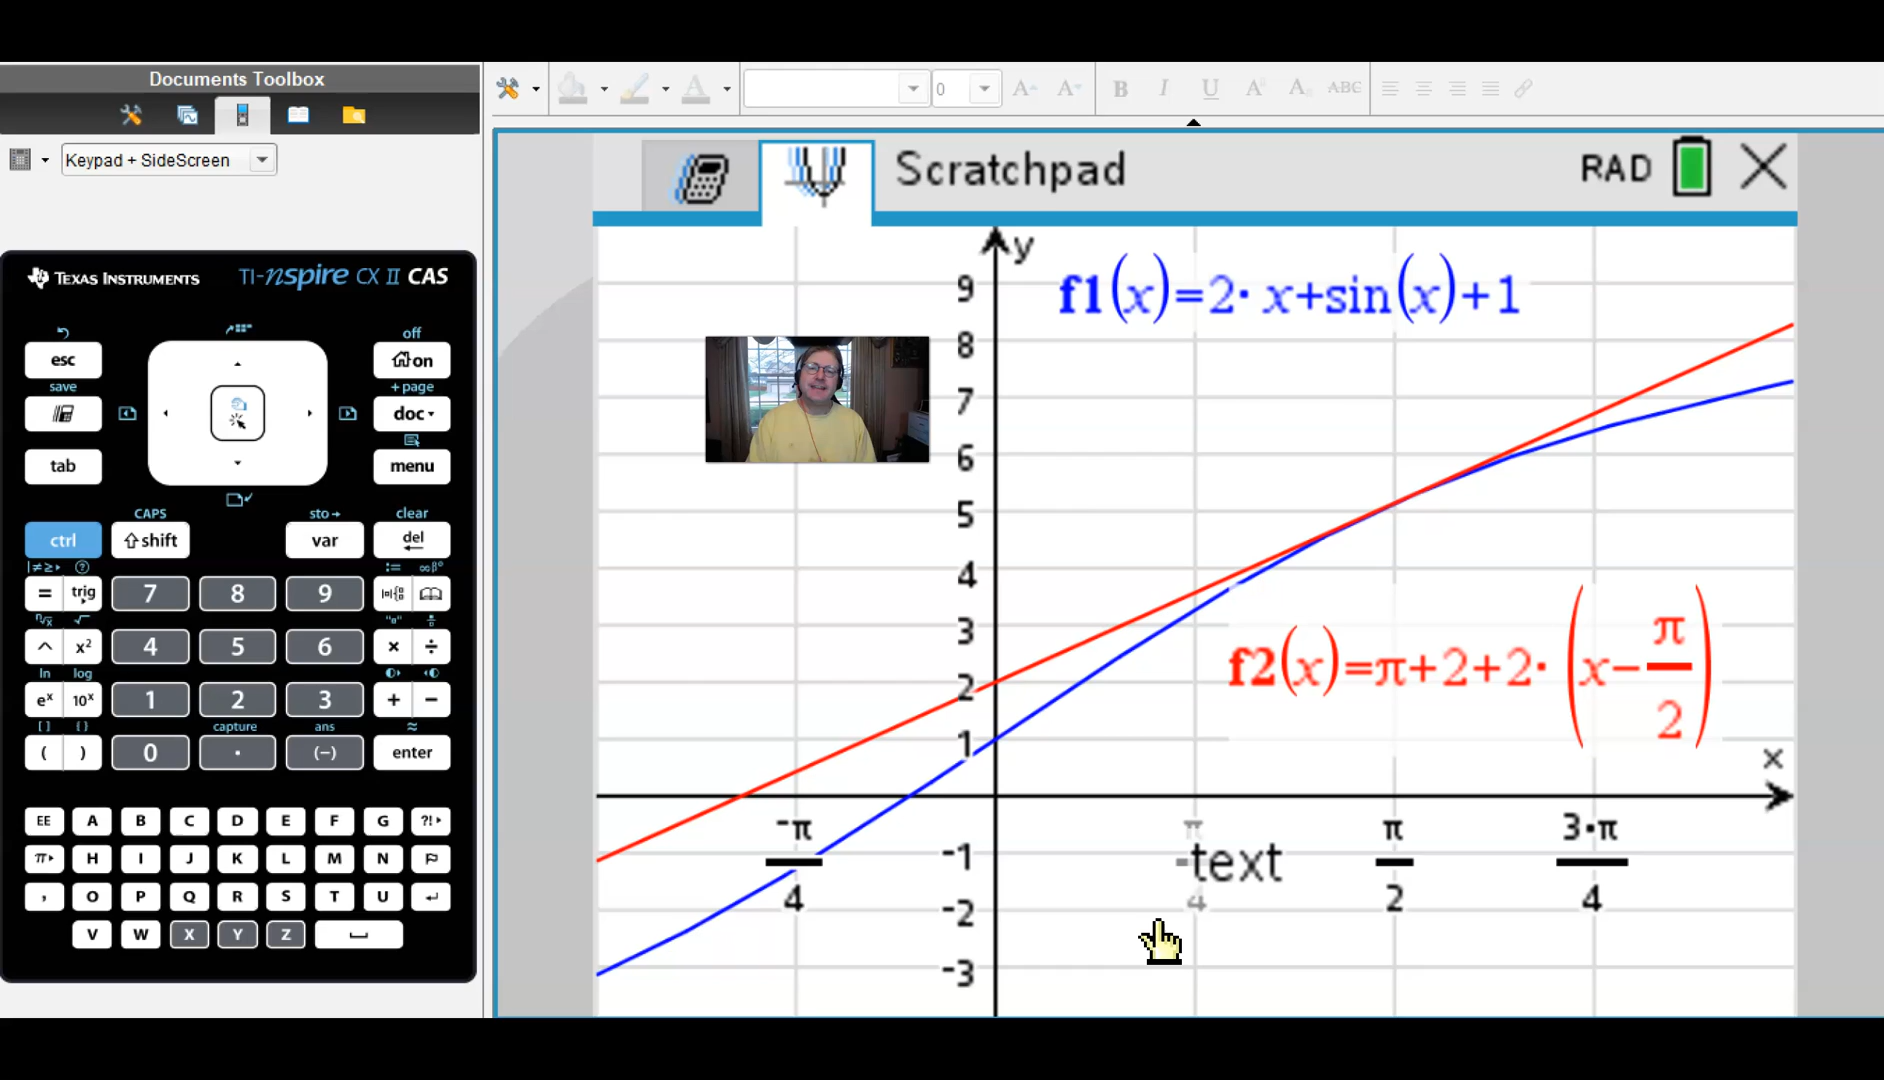 Documents Toolbox
Keypad + SideScreen
0
B I U A A ABC
Scratchpad
RAD
TEXAS INSTRUMENTS TI-nspire CX II CAS
off
esc
on
save
+ page
doc
tab
menu
CAPS
sto→
clear
ctrl
⇧shift
var
del
|≠≥▸
:=
∞β°
= trig 7 8 9
ⁿ√x √
"□"
^ x² 4 5 6 × ÷
ln log
eˣ 10ˣ 1 2 3 + −
[ ] { } capture ans ≈
( ) 0 . (−) enter
EE A B C D E F G ?!▸
π▸ H I J K L M N
, O P Q R S T U
V W X Y Z
y
f1(x)=2·x+sin(x)+1
9
8
7
6
5
4
3
2
1
f2(x)=π+2+2·(x−π/2)
x
-π/4
π/4
π/2
3·π/4
text
-1
-2
-3